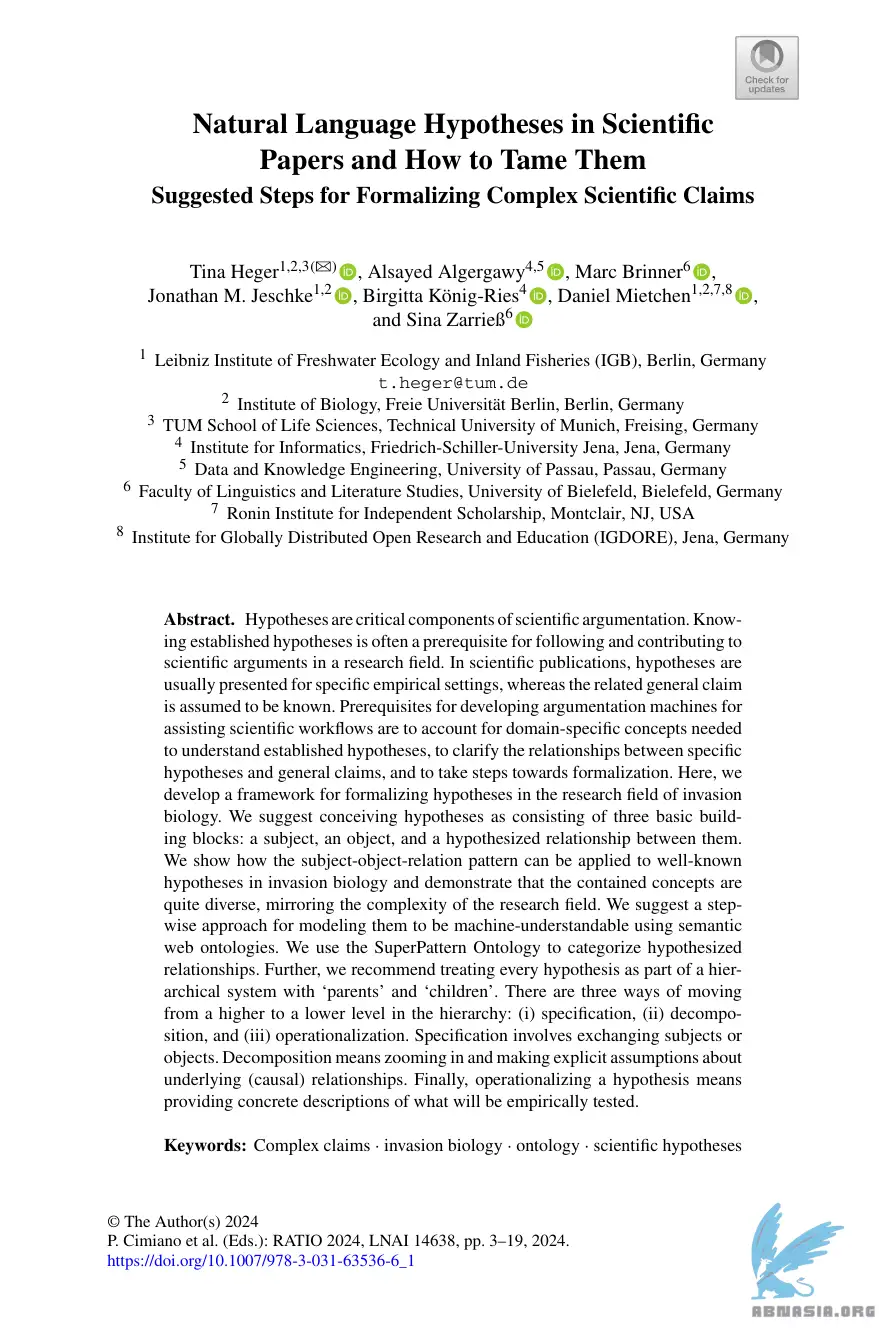 Check for
updates
Natural Language Hypotheses in Scientific
Papers and How to Tame Them
Suggested Steps for Formalizing Complex Scientific Claims
Tina Heger1,2,3(✉), Alsayed Algergawy4,5, Marc Brinner6,
Jonathan M. Jeschke1,2, Birgitta König-Ries4, Daniel Mietchen1,2,7,8,
and Sina Zarrieß6
1 Leibniz Institute of Freshwater Ecology and Inland Fisheries (IGB), Berlin, Germany
t.heger@tum.de
2 Institute of Biology, Freie Universität Berlin, Berlin, Germany
3 TUM School of Life Sciences, Technical University of Munich, Freising, Germany
4 Institute for Informatics, Friedrich-Schiller-University Jena, Jena, Germany
5 Data and Knowledge Engineering, University of Passau, Passau, Germany
6 Faculty of Linguistics and Literature Studies, University of Bielefeld, Bielefeld, Germany
7 Ronin Institute for Independent Scholarship, Montclair, NJ, USA
8 Institute for Globally Distributed Open Research and Education (IGDORE), Jena, Germany
Abstract. Hypotheses are critical components of scientific argumentation. Know-
ing established hypotheses is often a prerequisite for following and contributing to
scientific arguments in a research field. In scientific publications, hypotheses are
usually presented for specific empirical settings, whereas the related general claim
is assumed to be known. Prerequisites for developing argumentation machines for
assisting scientific workflows are to account for domain-specific concepts needed
to understand established hypotheses, to clarify the relationships between specific
hypotheses and general claims, and to take steps towards formalization. Here, we
develop a framework for formalizing hypotheses in the research field of invasion
biology. We suggest conceiving hypotheses as consisting of three basic build-
ing blocks: a subject, an object, and a hypothesized relationship between them.
We show how the subject-object-relation pattern can be applied to well-known
hypotheses in invasion biology and demonstrate that the contained concepts are
quite diverse, mirroring the complexity of the research field. We suggest a step-
wise approach for modeling them to be machine-understandable using semantic
web ontologies. We use the SuperPattern Ontology to categorize hypothesized
relationships. Further, we recommend treating every hypothesis as part of a hier-
archical system with ‘parents’ and ‘children’. There are three ways of moving
from a higher to a lower level in the hierarchy: (i) specification, (ii) decompo-
sition, and (iii) operationalization. Specification involves exchanging subjects or
objects. Decomposition means zooming in and making explicit assumptions about
underlying (causal) relationships. Finally, operationalizing a hypothesis means
providing concrete descriptions of what will be empirically tested.
Keywords: Complex claims · invasion biology · ontology · scientific hypotheses
© The Author(s) 2024
P. Cimiano et al. (Eds.): RATIO 2024, LNAI 14638, pp. 3–19, 2024.
https://doi.org/10.1007/978-3-031-63536-6_1
ABNASIA.ORG